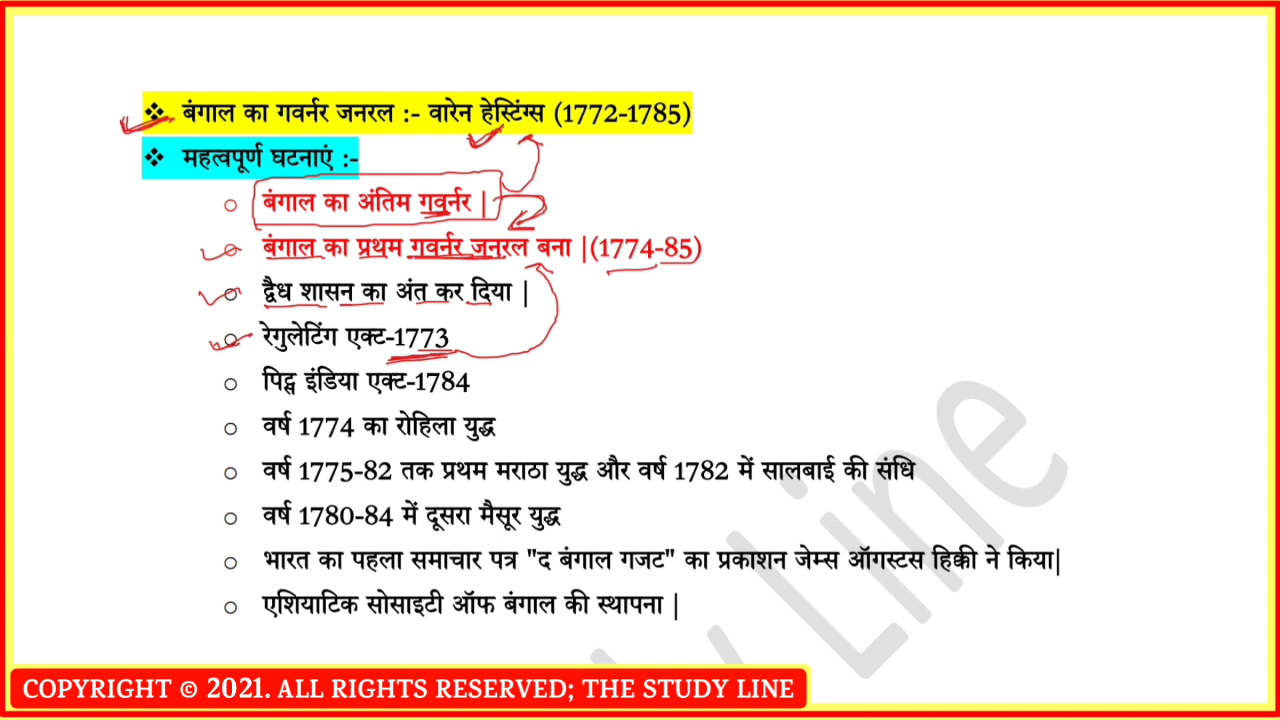 ❖ बंगाल का गवर्नर जनरल :- वारेन हेस्टिंग्स (1772-1785)
❖ महत्वपूर्ण घटनाएं :-
○ बंगाल का अंतिम गवर्नर |
○ बंगाल का प्रथम गवर्नर जनरल बना |(1774-85)
○ द्वैध शासन का अंत कर दिया |
○ रेगुलेटिंग एक्ट-1773
○ पिट्स इंडिया एक्ट-1784
○ वर्ष 1774 का रोहिला युद्ध
○ वर्ष 1775-82 तक प्रथम मराठा युद्ध और वर्ष 1782 में सालबाई की संधि
○ वर्ष 1780-84 में दूसरा मैसूर युद्ध
○ भारत का पहला समाचार पत्र "द बंगाल गजट" का प्रकाशन जेम्स ऑगस्टस हिक्की ने किया|
○ एशियाटिक सोसाइटी ऑफ बंगाल की स्थापना |
y Line
COPYRIGHT © 2021. ALL RIGHTS RESERVED; THE STUDY LINE